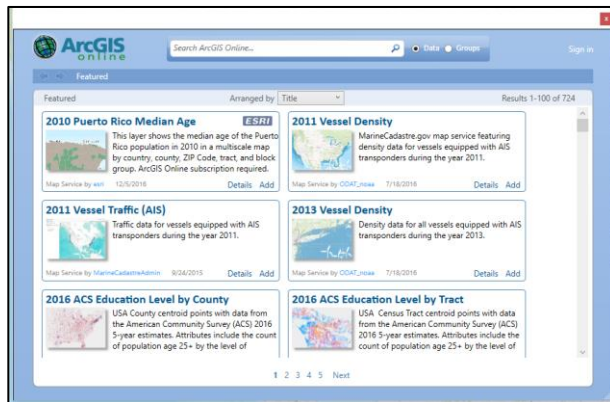 ArcGIS
online
Search ArcGIS Online...
Data
Groups
Sign in
Featured
Featured
Arranged by
Title
Results 1-100 of 724
2010 Puerto Rico Median Age
ESRI
This layer shows the median age of the Puerto
Rico population in 2010 in a multiscale map
by country, county, ZIP Code, tract, and block
group. ArcGIS Online subscription required.
Map Service by esri 12/5/2016 Details Add
2011 Vessel Density
MarineCadastre.gov map service featuring
density data for vessels equipped with AIS
transponders during the year 2011.
Map Service by COAT_noaa 7/18/2016 Details Add
2011 Vessel Traffic (AIS)
Traffic data for vessels equipped with AIS
transponders during the year 2011.
Map Service by MarineCadastreAdmin 9/24/2015 Details Add
2013 Vessel Density
Density data for all vessels equipped with AIS
transponders during the year 2013.
Map Service by COAT_noaa 7/18/2016 Details Add
2016 ACS Education Level by County
USA County centroid points with data from
the American Community Survey (ACS) 2016
5-year estimates. Attributes include the count
of population age 25+ by the level of
2016 ACS Education Level by Tract
USA Census Tract centroid points with data
from the American Community Survey (ACS)
2016 5-year estimates. Attributes include the
count of population age 25+ by the level of
1 2 3 4 5 Next